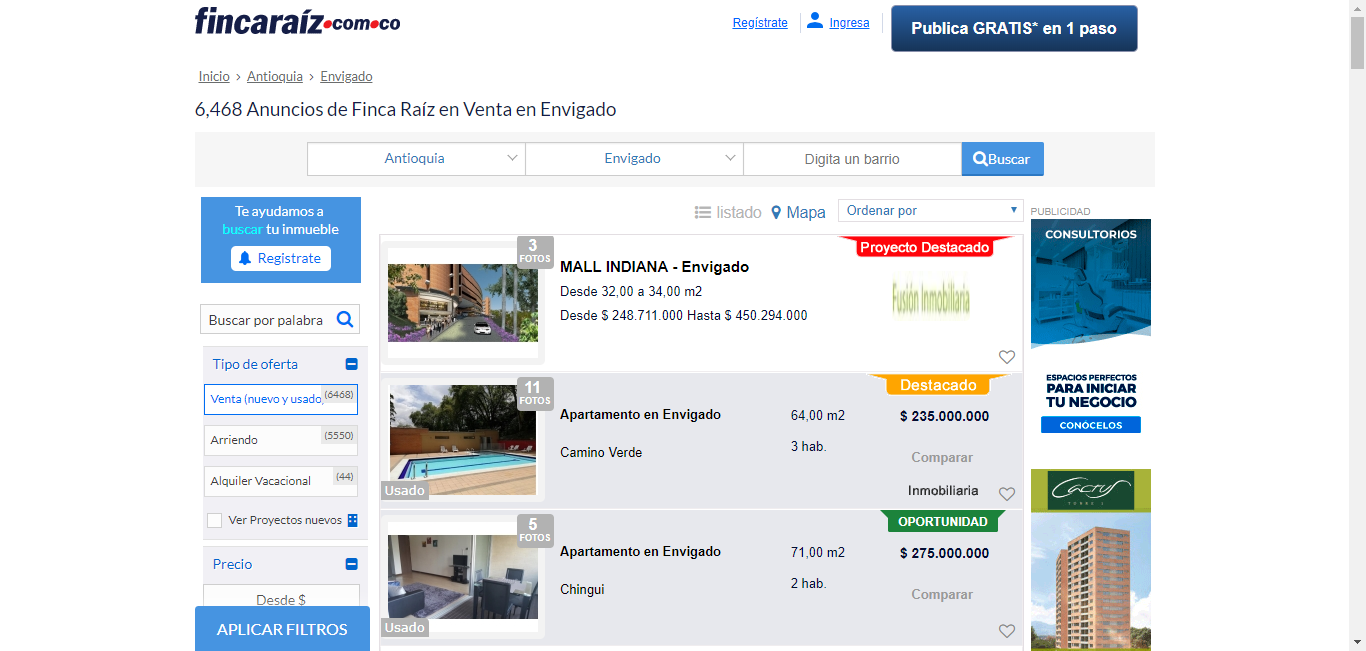 fincaraíz.com.co
Regístrate
Ingresa
Publica GRATIS* en 1 paso
Inicio › Antioquia › Envigado
6,468 Anuncios de Finca Raíz en Venta en Envigado
Antioquia
Envigado
Digita un barrio
Buscar
Te ayudamos a
buscar tu inmueble
Registrate
Buscar por palabra
Tipo de oferta
Venta (nuevo y usado) (6468)
Arriendo (5550)
Alquiler Vacacional (44)
Ver Proyectos nuevos
Precio
Desde $
APLICAR FILTROS
listado
Mapa
Ordenar por
3
FOTOS
MALL INDIANA - Envigado
Desde 32,00 a 34,00 m2
Desde $ 248.711.000 Hasta $ 450.294.000
Proyecto Destacado
Fusión Inmobiliaria
11
FOTOS
Usado
Apartamento en Envigado
Camino Verde
64,00 m2
3 hab.
Destacado
$ 235.000.000
Comparar
Inmobiliaria
5
FOTOS
Usado
Apartamento en Envigado
Chingui
71,00 m2
2 hab.
OPORTUNIDAD
$ 275.000.000
Comparar
PUBLICIDAD
CONSULTORIOS
ESPACIOS PERFECTOS
PARA INICIAR
TU NEGOCIO
CONÓCELOS
Cactus